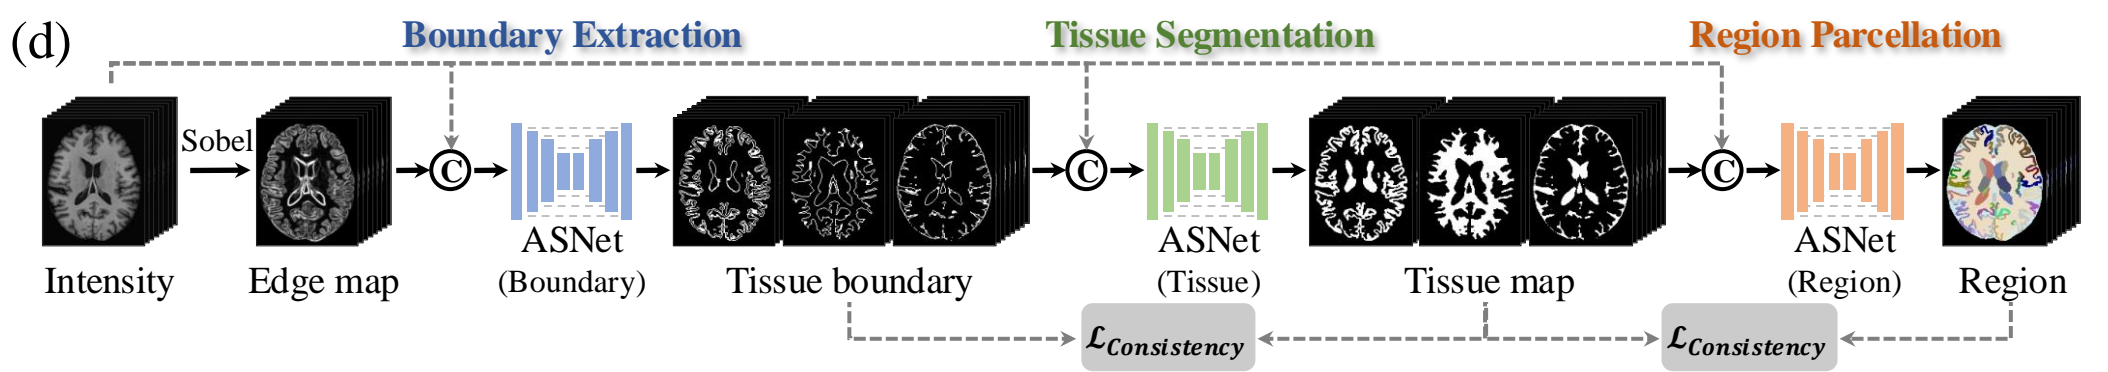 (d)
Boundary Extraction
Tissue Segmentation
Region Parcellation
Sobel
C
C
C
Intensity
Edge map
ASNet
(Boundary)
Tissue boundary
ASNet
(Tissue)
Tissue map
ASNet
(Region)
Region
ℒConsistency
ℒConsistency